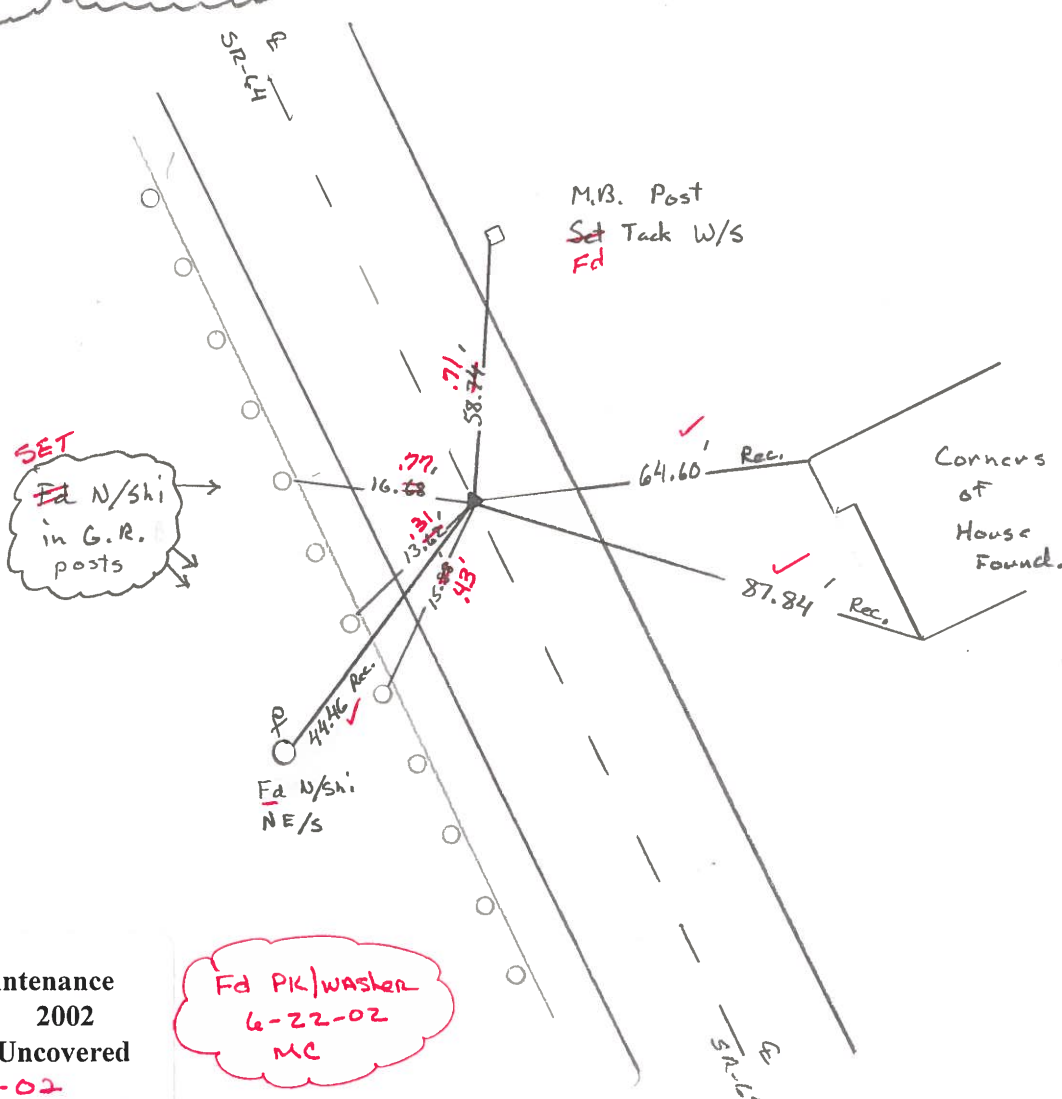 ℄
SR-64
M.B. Post
Set Tack W/S
Fd
.71'
58.74
SET
Fd N/Shi
in G.R.
posts
.77'
16.68
64.60' Rec.
Corners
of
House
Found.
.31'
13.62
15.88'
.43'
87.84' Rec.
44.46 Rec.
Fd N/Shi
NE/S
ntenance
2002
Uncovered
-02
Fd PK/WASHER
6-22-02
MC
℄
SR-6